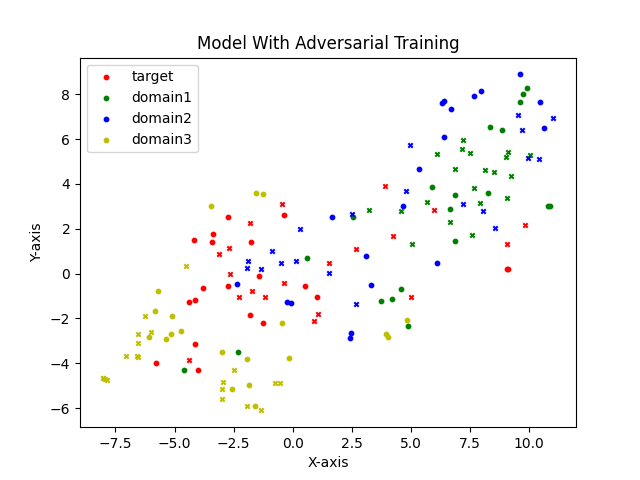 Model With Adversarial Training
target
domain1
domain2
domain3
Y-axis
8
6
4
2
0
−2
−4
−6
−7.5 −5.0 −2.5 0.0 2.5 5.0 7.5 10.0
X-axis